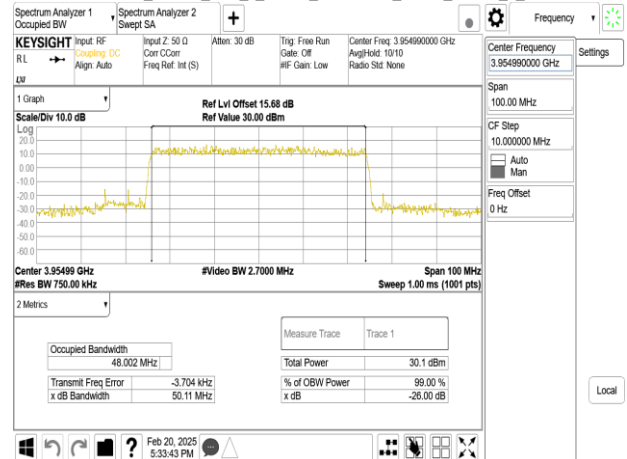 Spectrum Analyzer 1
Occupied BW
Spectrum Analyzer 2
Swept SA
+
Frequency
KEYSIGHT
RL
LXI
Input: RF
Coupling: DC
Align: Auto
Input Z: 50 Ω
Corr CCorr
Freq Ref: Int (S)
Atten: 30 dB
Trig: Free Run
Gate: Off
#IF Gain: Low
Center Freq: 3.954990000 GHz
Avg|Hold: 10/10
Radio Std: None
Center Frequency
3.954990000 GHz
Settings
Span
100.00 MHz
CF Step
10.000000 MHz
Auto
Man
Freq Offset
0 Hz
Local
1 Graph
Scale/Div 10.0 dB
Ref Lvl Offset 15.68 dB
Ref Value 30.00 dBm
Log
20.0
10.0
0.00
-10.0
-20.0
-30.0
-40.0
-50.0
-60.0
Center 3.95499 GHz
#Video BW 2.7000 MHz
Span 100 MHz
#Res BW 750.00 kHz
Sweep 1.00 ms (1001 pts)
2 Metrics
Measure Trace Trace 1
Occupied Bandwidth
48.002 MHz
Total Power 30.1 dBm
Transmit Freq Error -3.704 kHz
% of OBW Power 99.00 %
x dB Bandwidth 50.11 MHz
x dB -26.00 dB
?
Feb 20, 2025
5:33:43 PM